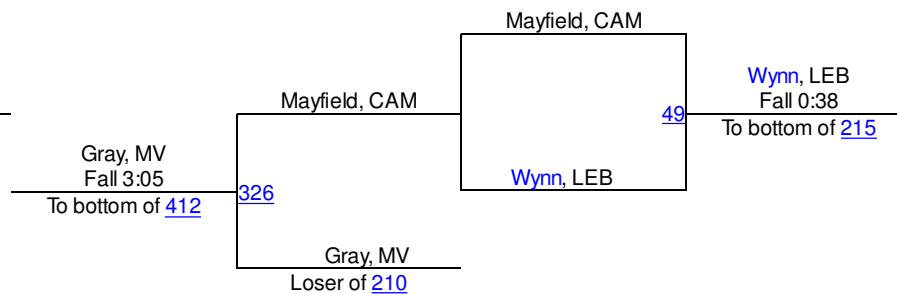 Mayfield, CAM
Wynn, LEB
Fall 0:38
49
To bottom of 215
Mayfield, CAM
Gray, MV
Fall 3:05
Wynn, LEB
326
To bottom of 412
Gray, MV
Loser of 210